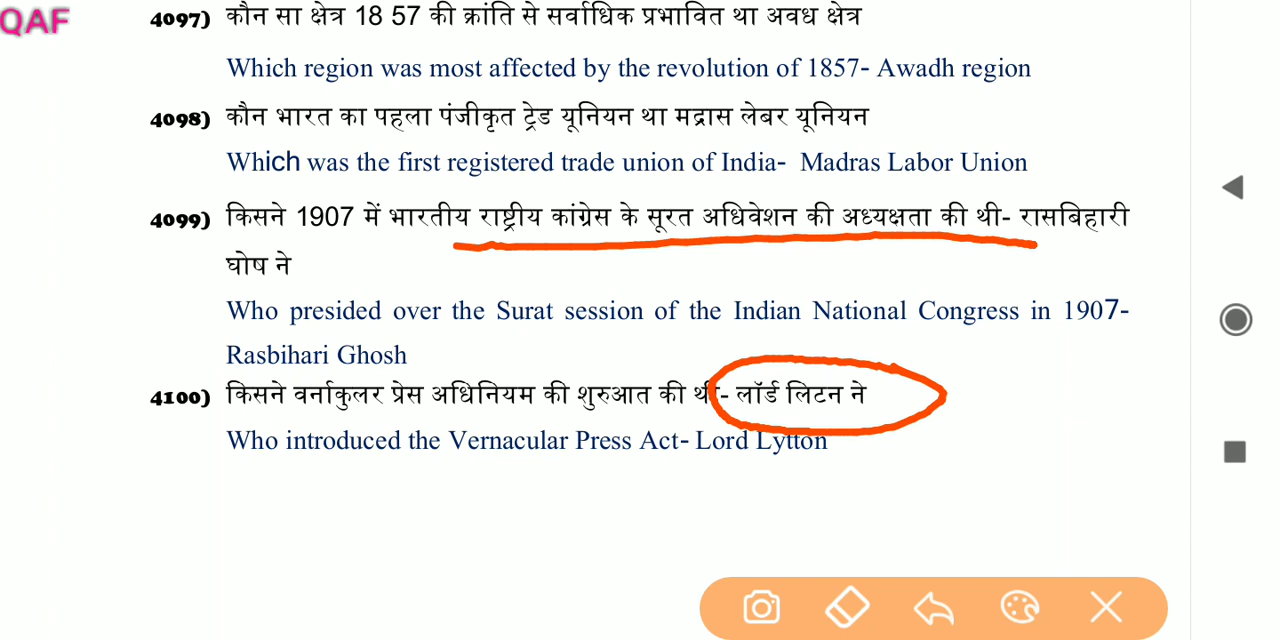 QAF
4097) कौन सा क्षेत्र 18 57 की क्रांति से सर्वाधिक प्रभावित था अवध क्षेत्र
Which region was most affected by the revolution of 1857- Awadh region
4098) कौन भारत का पहला पंजीकृत ट्रेड यूनियन था मद्रास लेबर यूनियन
Which was the first registered trade union of India- Madras Labor Union
4099) किसने 1907 में भारतीय राष्ट्रीय कांग्रेस के सूरत अधिवेशन की अध्यक्षता की थी- रासबिहारी
घोष ने
Who presided over the Surat session of the Indian National Congress in 1907-
Rasbihari Ghosh
4100) किसने वर्नाकुलर प्रेस अधिनियम की शुरुआत की थी- लॉर्ड लिटन ने
Who introduced the Vernacular Press Act- Lord Lytton